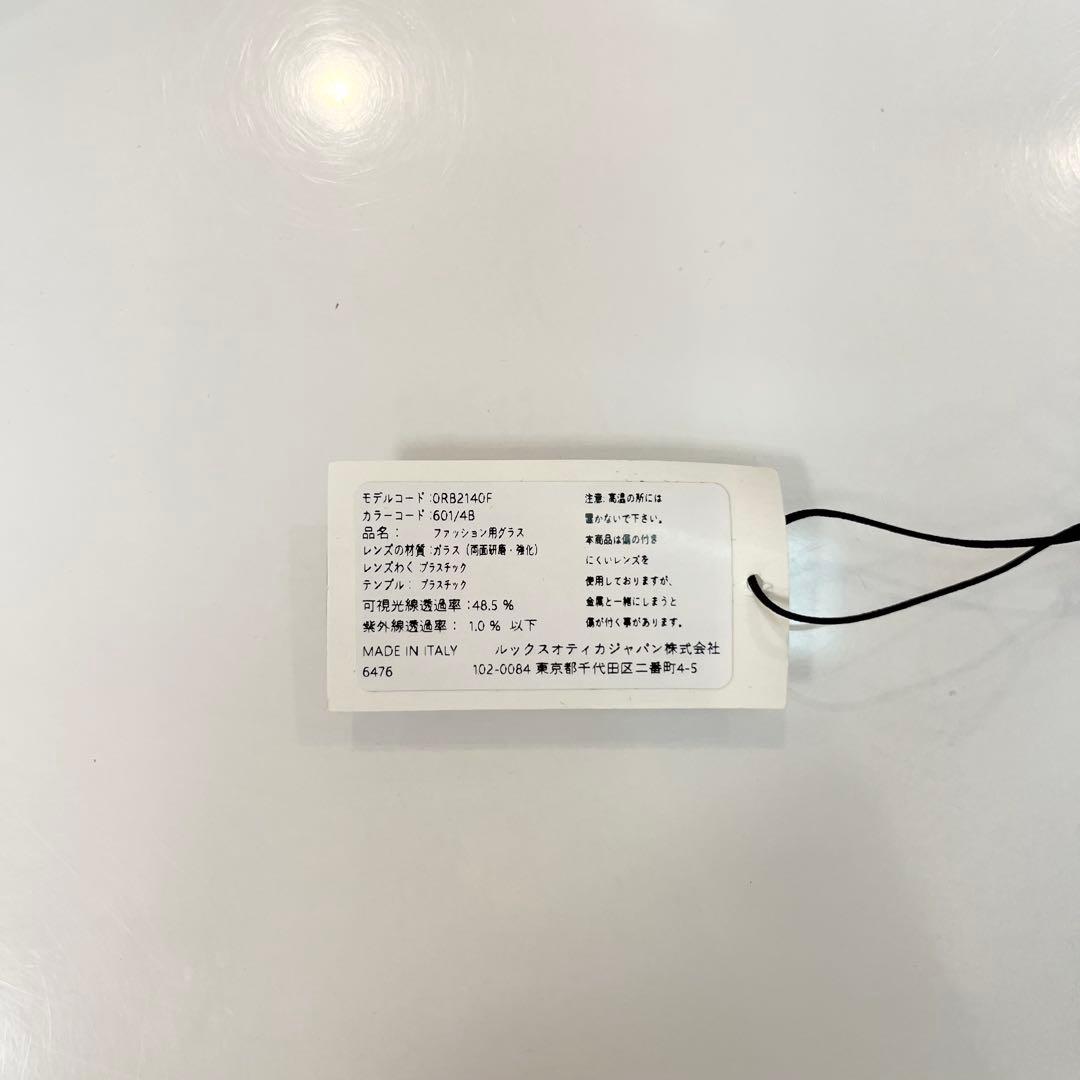 モデルコード:0RB2140F
カラーコード:601/4B
品名: ファッション用グラス
レンズの材質:ガラス(両面研磨・強化)
レンズわく:プラスチック
テンプル:プラスチック
可視光線透過率:48.5 %
紫外線透過率: 1.0 % 以下
MADE IN ITALY ルックスオティカジャパン株式会社
6476 102-0084 東京都千代田区二番町4-5
注意:高温の所には
置かないで下さい。
本商品は傷の付き
にくいレンズを
使用しておりますが、
金属と一緒にしまうと
傷が付く事があります。